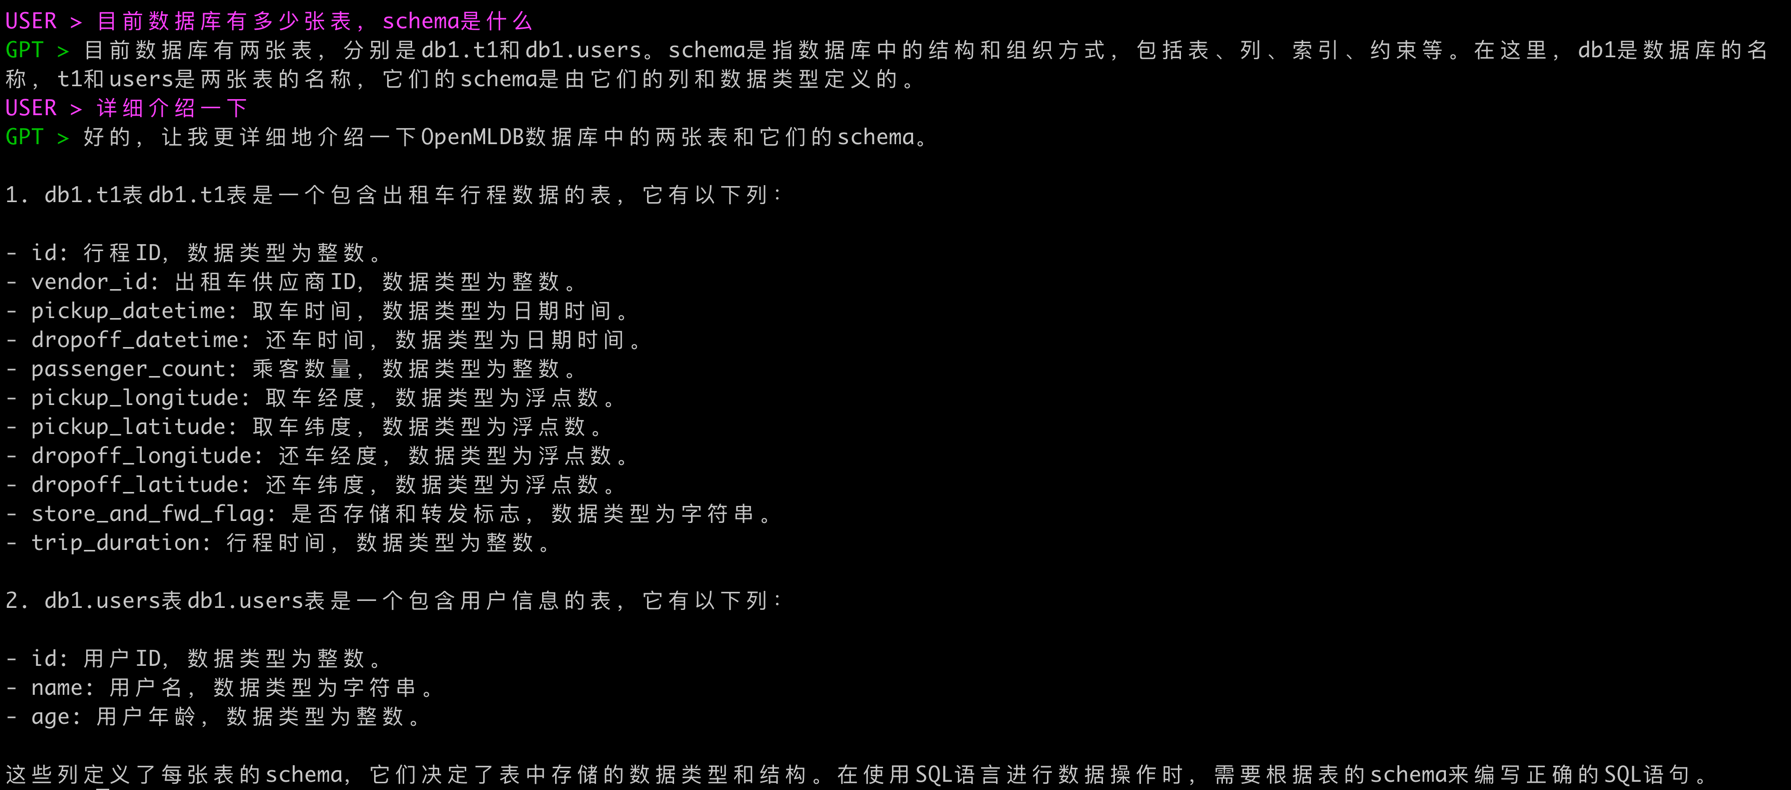 USER > 目前数据库有多少张表，schema是什么
GPT > 目前数据库有两张表，分别是db1.t1和db1.users。schema是指数据库中的结构和组织方式，包括表、列、索引、约束等。在这里，db1是数据库的名
称，t1和users是两张表的名称，它们的schema是由它们的列和数据类型定义的。
USER > 详细介绍一下
GPT > 好的，让我更详细地介绍一下OpenMLDB数据库中的两张表和它们的schema。
1. db1.t1表db1.t1表是一个包含出租车行程数据的表，它有以下列：
- id: 行程ID，数据类型为整数。
- vendor_id: 出租车供应商ID，数据类型为整数。
- pickup_datetime: 取车时间，数据类型为日期时间。
- dropoff_datetime: 还车时间，数据类型为日期时间。
- passenger_count: 乘客数量，数据类型为整数。
- pickup_longitude: 取车经度，数据类型为浮点数。
- pickup_latitude: 取车纬度，数据类型为浮点数。
- dropoff_longitude: 还车经度，数据类型为浮点数。
- dropoff_latitude: 还车纬度，数据类型为浮点数。
- store_and_fwd_flag: 是否存储和转发标志，数据类型为字符串。
- trip_duration: 行程时间，数据类型为整数。
2. db1.users表db1.users表是一个包含用户信息的表，它有以下列：
- id: 用户ID，数据类型为整数。
- name: 用户名，数据类型为字符串。
- age: 用户年龄，数据类型为整数。
这些列定义了每张表的schema，它们决定了表中存储的数据类型和结构。在使用SQL语言进行数据操作时，需要根据表的schema来编写正确的SQL语句。